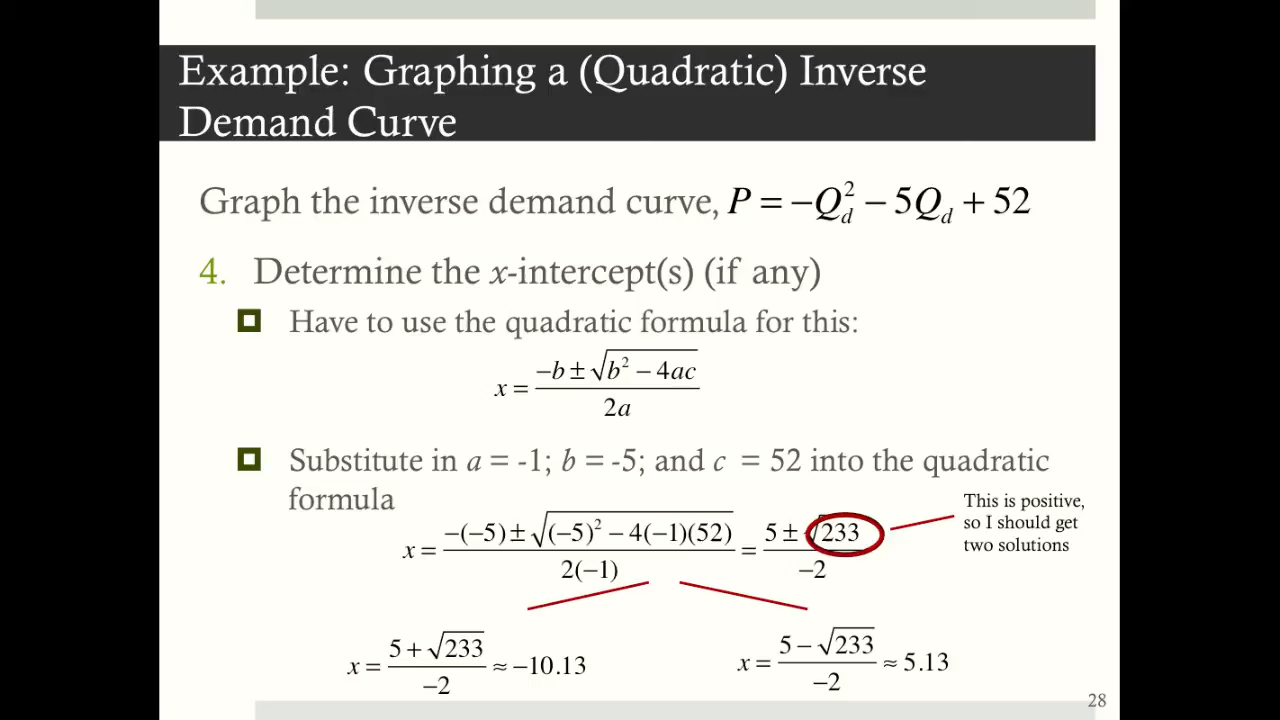 Example: Graphing a (Quadratic) Inverse
Demand Curve
Graph the inverse demand curve, P = −Q_d^2 − 5Q_d + 52
4. Determine the x-intercept(s) (if any)
Have to use the quadratic formula for this:
x = (−b ± √(b² − 4ac)) / 2a
Substitute in a = -1; b = -5; and c = 52 into the quadratic
formula
This is positive,
so I should get
two solutions
x = (−(−5) ± √((−5)² − 4(−1)(52))) / 2(−1) = (5 ± √233) / −2
x = (5 + √233) / −2 ≈ −10.13
x = (5 − √233) / −2 ≈ 5.13
28